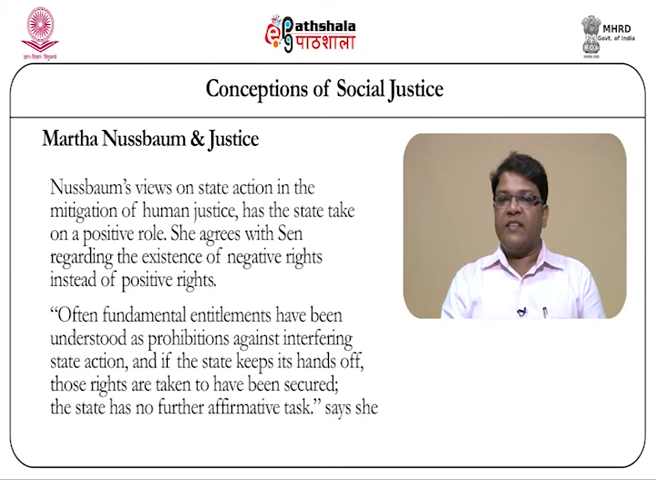 Pathshala
पाठशाला
MHRD
Govt. of India
Conceptions of Social Justice
Martha Nussbaum & Justice
Nussbaum's views on state action in the
mitigation of human justice, has the state take
on a positive role. She agrees with Sen
regarding the existence of negative rights
instead of positive rights.
“Often fundamental entitlements have been
understood as prohibitions against interfering
state action, and if the state keeps its hands off,
those rights are taken to have been secured;
the state has no further affirmative task.” says she